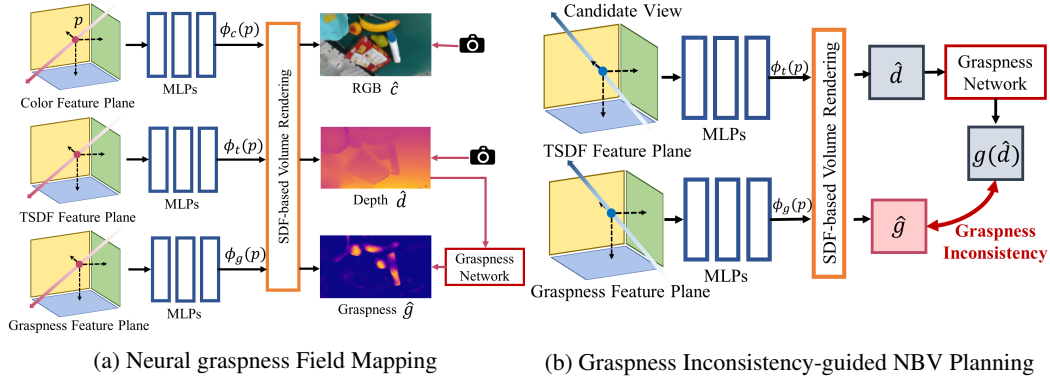 p
Color Feature Plane
MLPs
ϕc(p)
TSDF Feature Plane
MLPs
ϕt(p)
Graspness Feature Plane
MLPs
ϕg(p)
SDF-based Volume Rendering
RGB ĉ
Depth d̂
Graspness ĝ
Graspness
Network
(a) Neural graspness Field Mapping
Candidate View
TSDF Feature Plane
MLPs
ϕt(p)
Graspness Feature Plane
MLPs
ϕg(p)
SDF-based Volume Rendering
d̂
Graspness
Network
g(d̂)
ĝ
Graspness
Inconsistency
(b) Graspness Inconsistency-guided NBV Planning